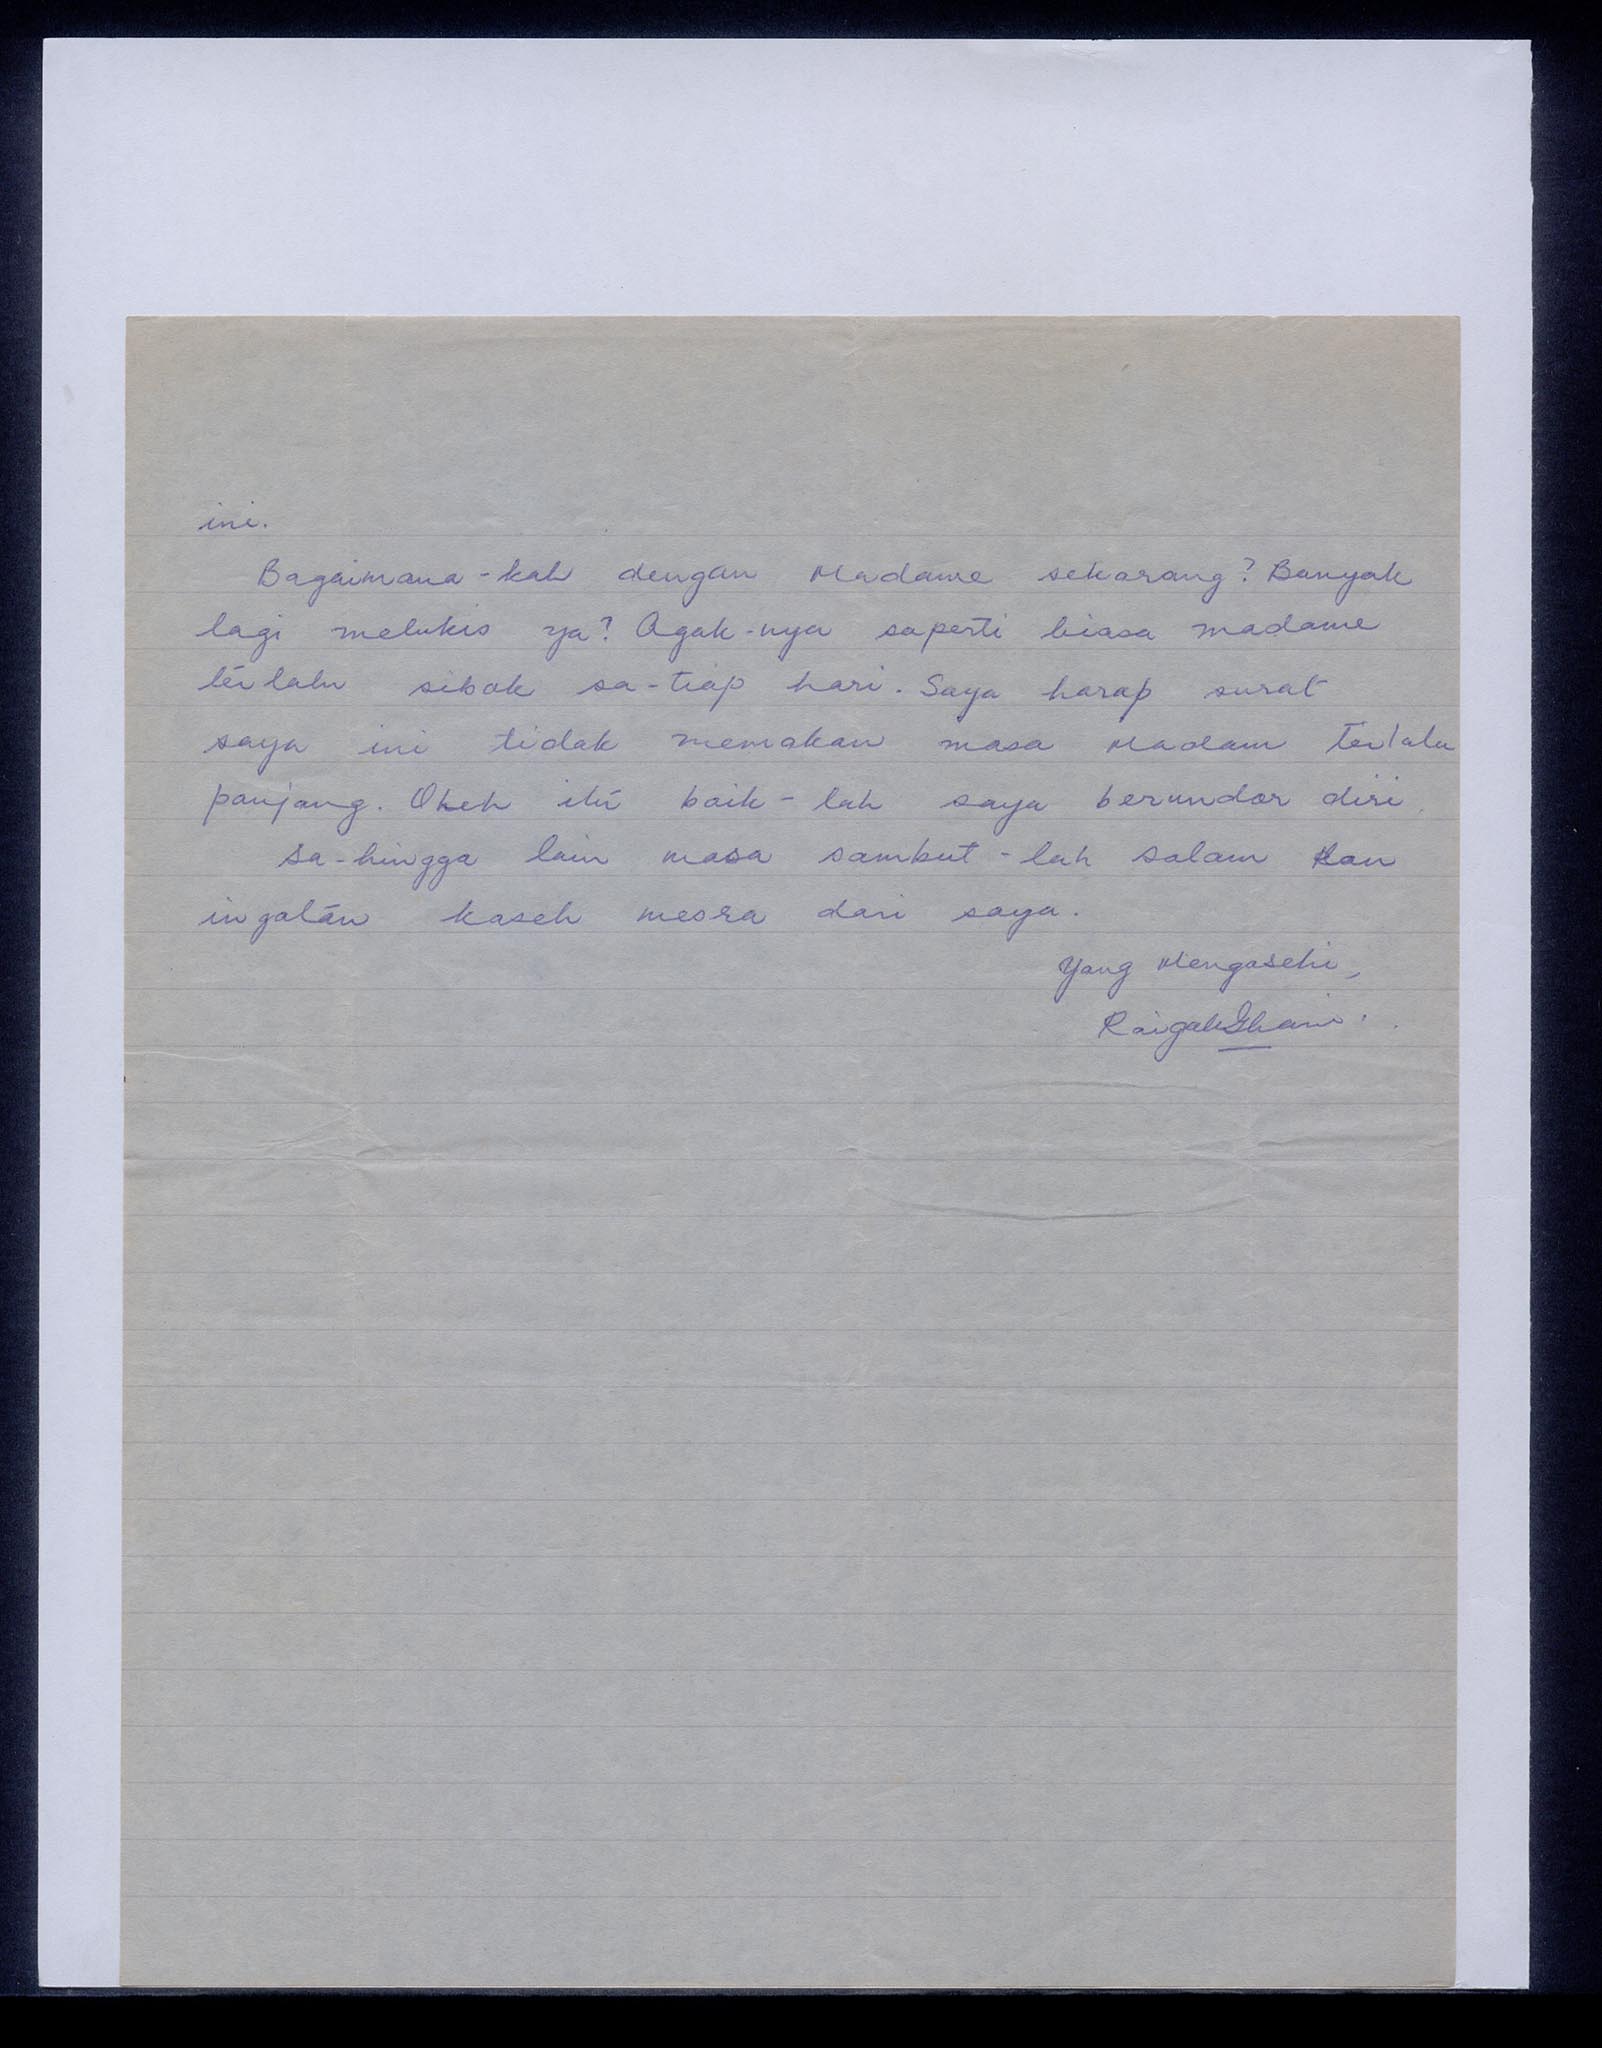 ini.
Bagaimana-kah dengan Madame sekarang? Banyak
lagi melukis ya? Agak-nya saperti biasa madame
terlalu sibok sa-tiap hari. Saya harap surat
saya ini tidak memakan masa Madam terlalu
panjang. Oleh itu baik-lah saya berundor diri.
Sa-hingga lain masa sambut-lah salam dan
ingatan kaseh mesra dari saya.
Yang Mengasehi,
Ghani.